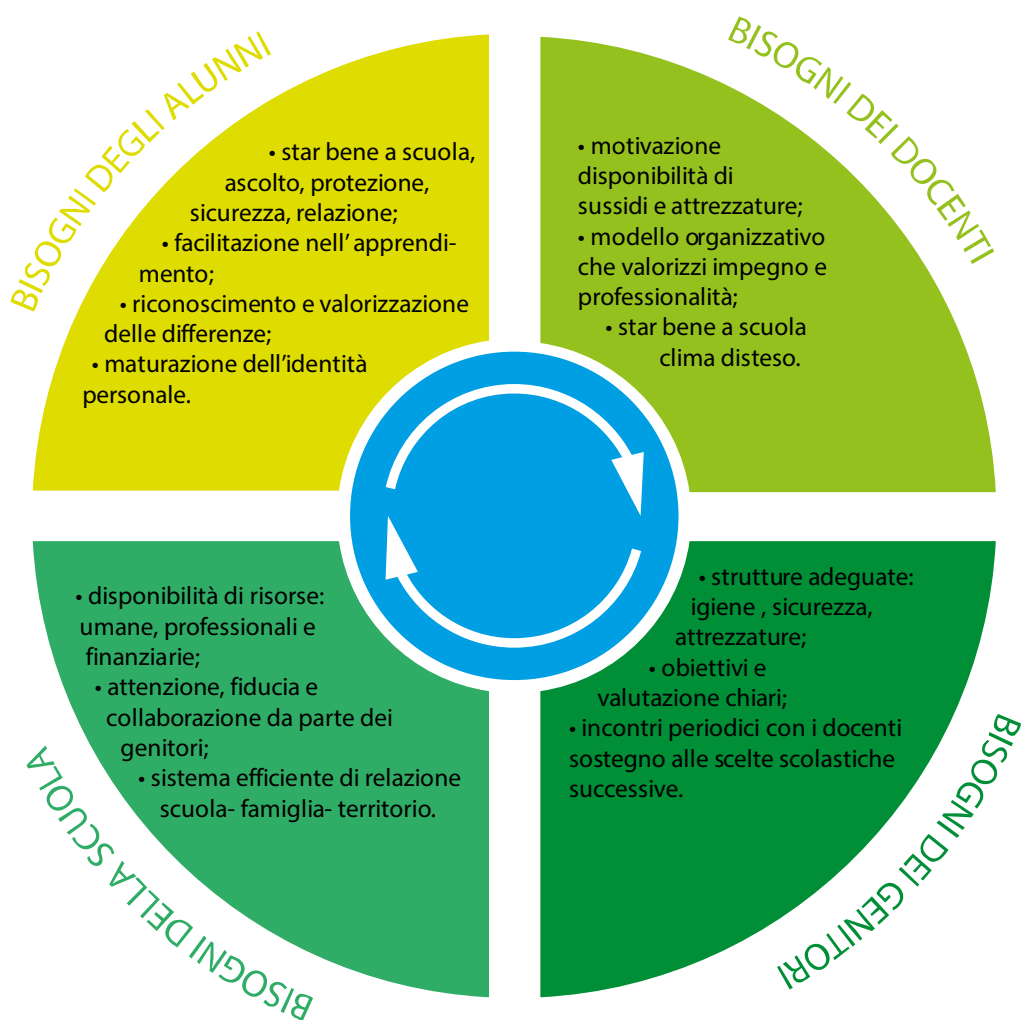 BISOGNI DEGLI ALUNNI
• star bene a scuola,
ascolto, protezione,
sicurezza, relazione;
• facilitazione nell' apprendi-
mento;
• riconoscimento e valorizzazione
delle differenze;
• maturazione dell'identità
personale.
BISOGNI DEI DOCENTI
• motivazione
disponibilità di
sussidi e attrezzature;
• modello organizzativo
che valorizzi impegno e
professionalità;
• star bene a scuola
clima disteso.
BISOGNI DELLA SCUOLA
• disponibilità di risorse:
umane, professionali e
finanziarie;
• attenzione, fiducia e
collaborazione da parte dei
genitori;
• sistema efficiente di relazione
scuola- famiglia- territorio.
BISOGNI DEI GENITORI
• strutture adeguate:
igiene , sicurezza,
attrezzature;
• obiettivi e
valutazione chiari;
• incontri periodici con i docenti
sostegno alle scelte scolastiche
successive.